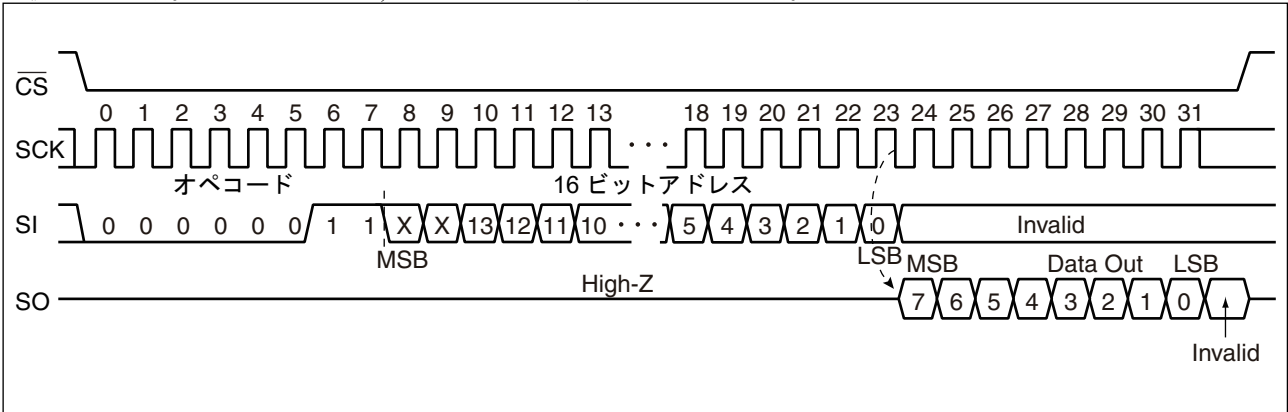 CS
0 1 2 3 4 5 6 7 8 9 10 11 12 13 18 19 20 21 22 23 24 25 26 27 28 29 30 31
SCK ･･･
オペコード 16 ビットアドレス
SI 0 0 0 0 0 0 1 1 X X 13 12 11 10 ･･･ 5 4 3 2 1 0 Invalid
MSB LSB MSB Data Out LSB
High-Z
SO 7 6 5 4 3 2 1 0
Invalid